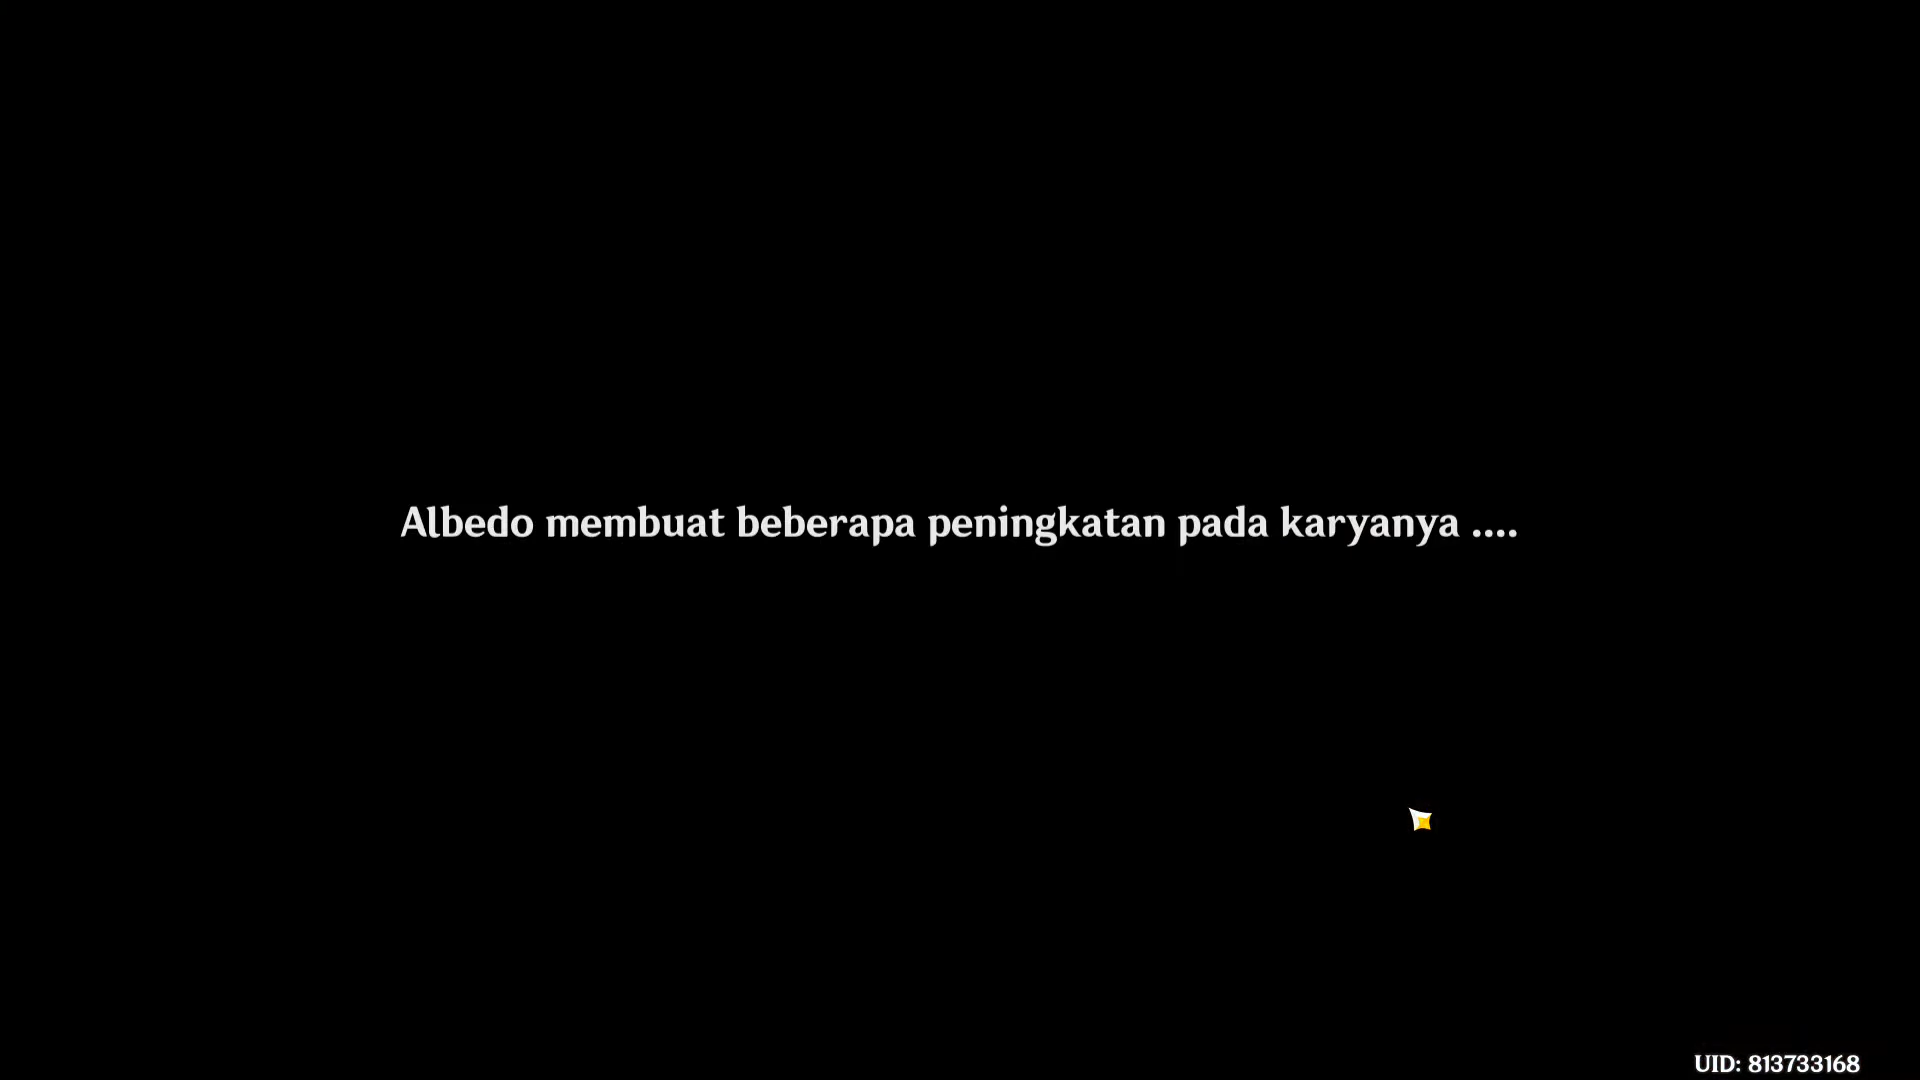 Albedo membuat beberapa peningkatan pada karyanya ....
UID: 813733168